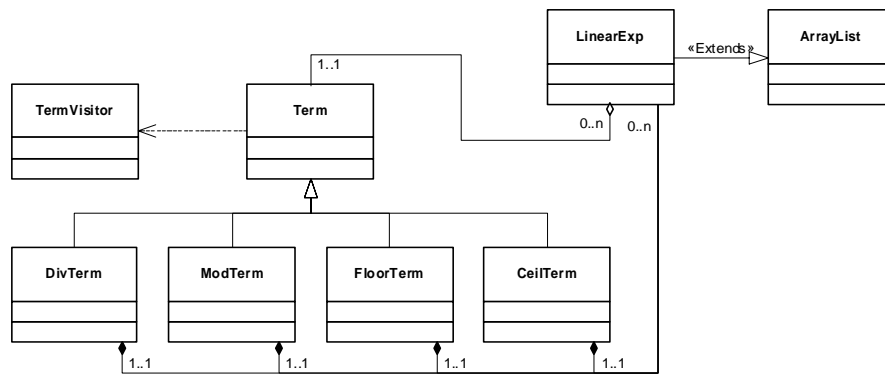 LinearExp
«Extends»
ArrayList
1..1
TermVisitor
Term
0..n
0..n
DivTerm
ModTerm
FloorTerm
CeilTerm
1..1
1..1
1..1
1..1